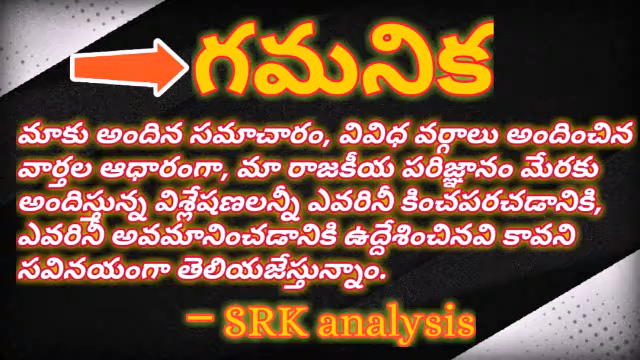 గమనిక
మాకు అందిన సమాచారం, వివిధ వర్గాలు అందించిన
వార్తల ఆధారంగా, మా రాజకీయ పరిజ్ఞానం మేరకు
అందిస్తున్న విశ్లేషణలన్నీ ఎవరినీ కించపరచడానికి,
ఎవరినీ అవమానించడానికి ఉద్దేశించినవి కావని
సవినయంగా తెలియజేస్తున్నాం.
– SRK analysis